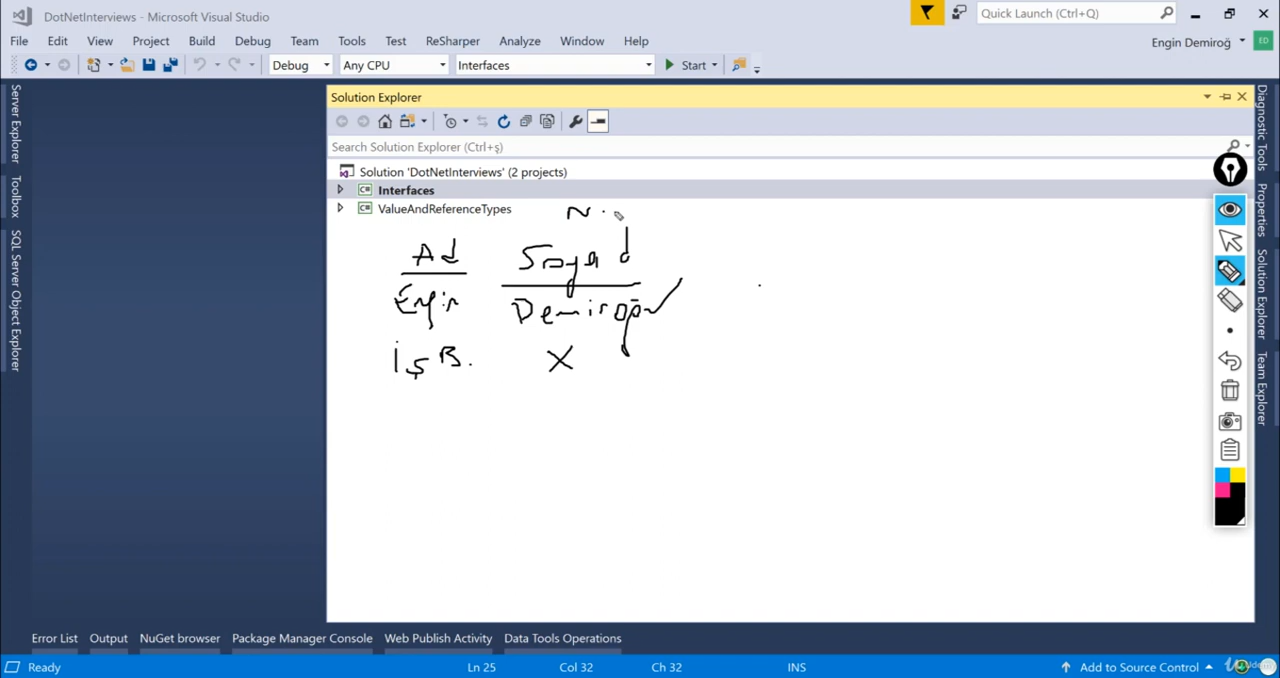 DotNetInterviews - Microsoft Visual Studio
Quick Launch (Ctrl+Q)
File Edit View Project Build Debug Team Tools Test ReSharper Analyze Window Help
Engin Demiroğ ED
Debug Any CPU Interfaces Start
Server Explorer
Toolbox
SQL Server Object Explorer
Solution Explorer
Search Solution Explorer (Ctrl+ş)
Solution 'DotNetInterviews' (2 projects)
C# Interfaces
C# ValueAndReferenceTypes
N.
Ad Soyad
Engin Demiroğ
İş B. X
Diagnostic Tools
Properties
Solution Explorer
Team Explorer
Error List Output NuGet browser Package Manager Console Web Publish Activity Data Tools Operations
Ready Ln 25 Col 32 Ch 32 INS Add to Source Control